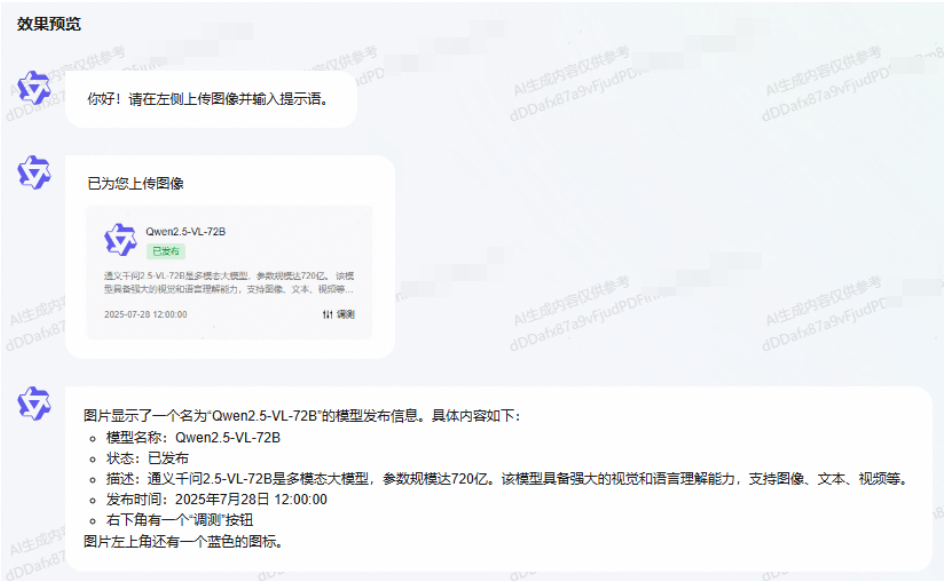 效果预览
你好！请在左侧上传图像并输入提示语。
已为您上传图像
Qwen2.5-VL-72B
已发布
通义千问2.5-VL-72B是多模态大模型，参数规模达720亿。 该模
型具备强大的视觉和语言理解能力，支持图像、文本、视频等...
2025-07-28 12:00:00
调测
图片显示了一个名为“Qwen2.5-VL-72B”的模型发布信息。具体内容如下：
模型名称：Qwen2.5-VL-72B
状态：已发布
描述：通义千问2.5-VL-72B是多模态大模型，参数规模达720亿。该模型具备强大的视觉和语言理解能力，支持图像、文本、视频等。
发布时间：2025年7月28日 12:00:00
右下角有一个“调测”按钮
图片左上角还有一个蓝色的图标。
AI生成内容仅供参考